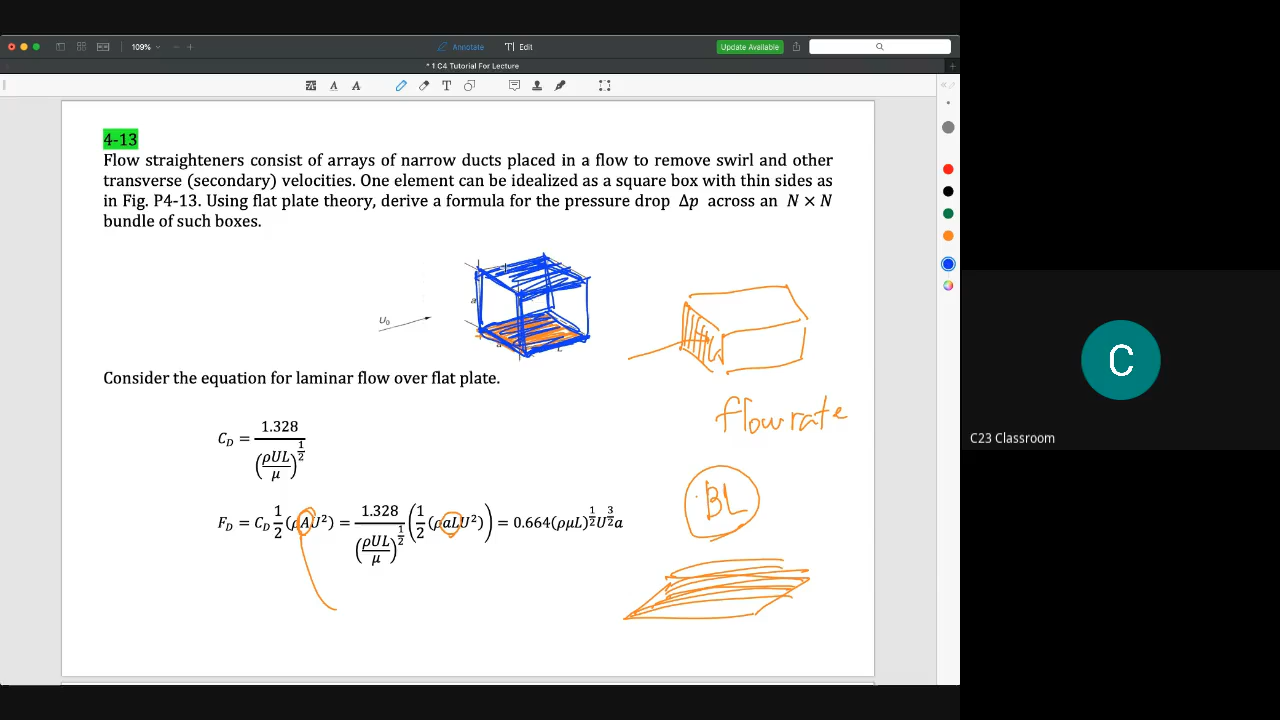 109%
Annotate
Edit
Update Available
* 1 C4 Tutorial For Lecture
4-13
Flow straighteners consist of arrays of narrow ducts placed in a flow to remove swirl and other
transverse (secondary) velocities. One element can be idealized as a square box with thin sides as
in Fig. P4-13. Using flat plate theory, derive a formula for the pressure drop Δp across an N × N
bundle of such boxes.
a
U₀
a
L
Consider the equation for laminar flow over flat plate.
flow rate
C_D = 1.328 / (ρUL/μ)^(1/2)
BL
F_D = C_D 1/2 (ρAU²) = 1.328 / (ρUL/μ)^(1/2) (1/2 (ρaLU²)) = 0.664(ρμL)^(1/2) U^(3/2) a
C
C23 Classroom